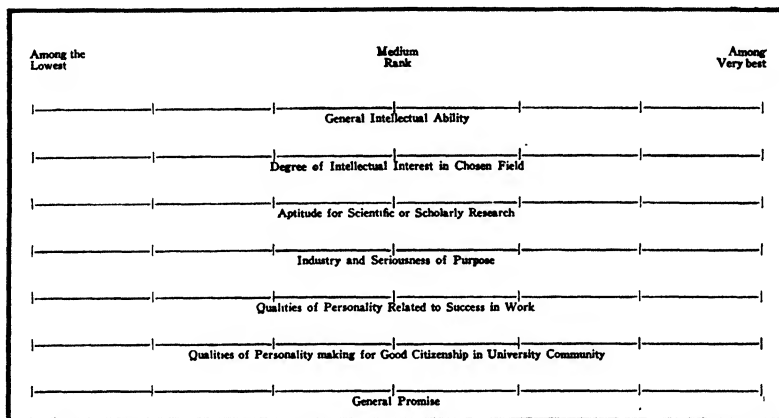 Among the Medium Among
Lowest Rank Very best
General Intellectual Ability
Degree of Intellectual Interest in Chosen Field
Aptitude for Scientific or Scholarly Research
Industry and Seriousness of Purpose
Qualities of Personality Related to Success in Work
Qualities of Personality making for Good Citizenship in University Community
General Promise